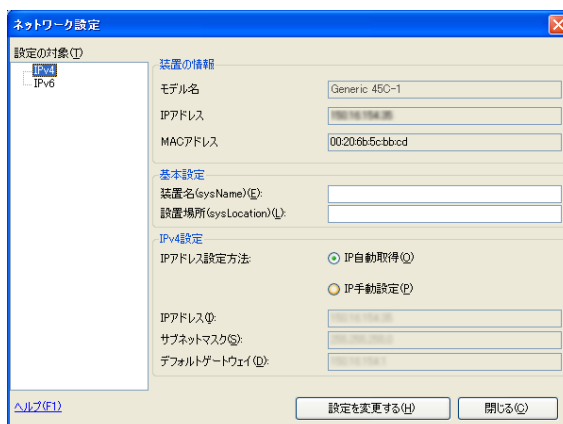 ネットワーク設定
設定の対象(T)
IPv4
IPv6
装置の情報
モデル名 Generic 45C-1
IPアドレス
MACアドレス 00:20:6b:5c:bb:cd
基本設定
装置名(sysName)(E):
設置場所(sysLocation)(L):
IPv4設定
IPアドレス設定方法: IP自動取得(O)
IP手動設定(P)
IPアドレス(I):
サブネットマスク(S):
デフォルトゲートウェイ(D):
ヘルプ(F1) 設定を変更する(H) 閉じる(C)